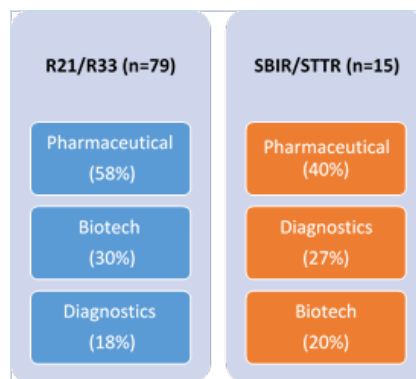 R21/R33 (n=79)
Pharmaceutical
(58%)
Biotech
(30%)
Diagnostics
(18%)
SBIR/STTR (n=15)
Pharmaceutical
(40%)
Diagnostics
(27%)
Biotech
(20%)